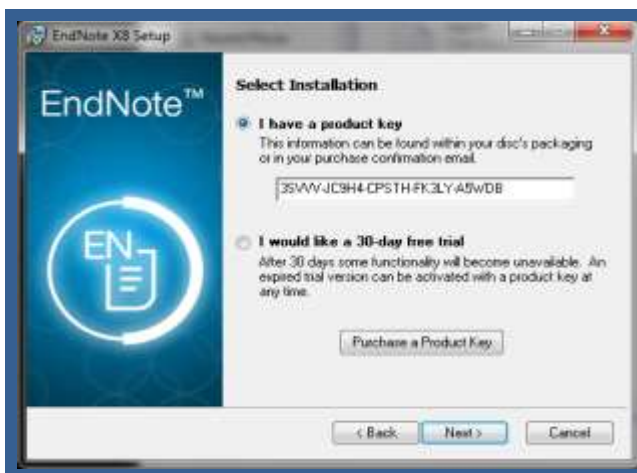 EndNote X8 Setup
EndNote™
EN
Select Installation
I have a product key
This information can be found within your disc's packaging
or in your purchase confirmation email.
I would like a 30-day free trial
After 30 days some functionality will become unavailable. An
expired trial version can be activated with a product key at
any time.
Purchase a Product Key
< Back
Next >
Cancel